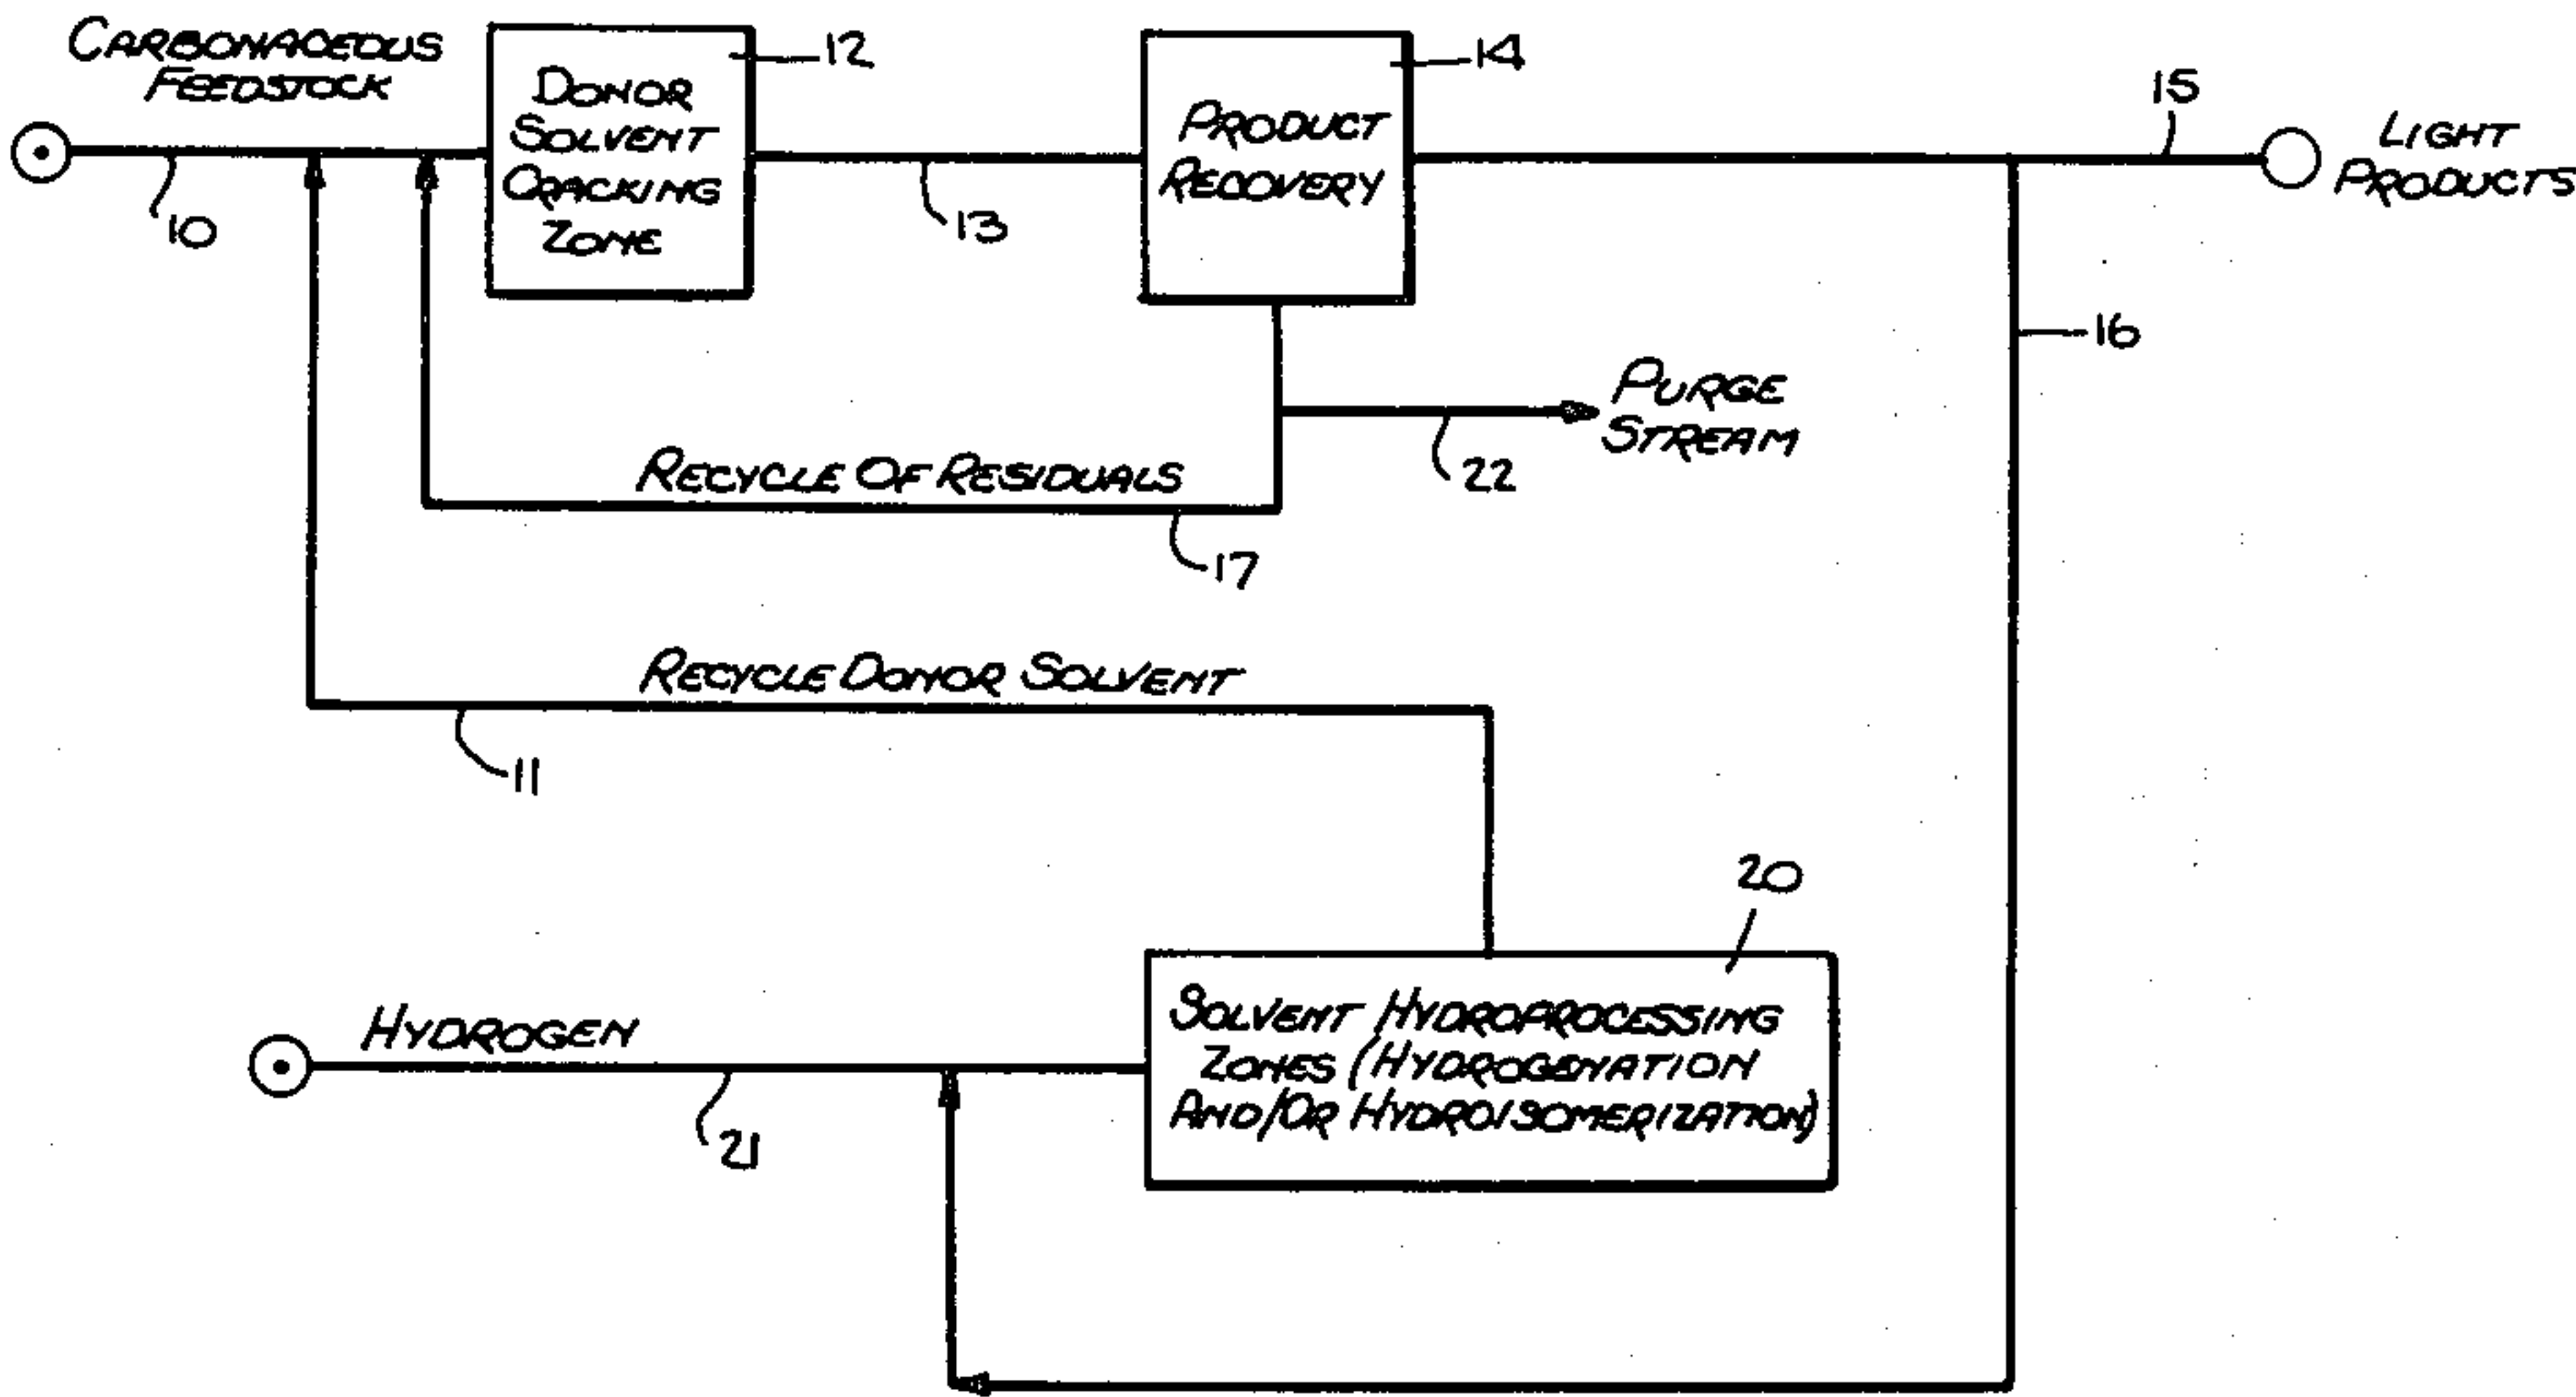 CARBONACEOUS
FEEDSTOCK
10
DONOR
SOLVENT
CRACKING
ZONE
12
13
PRODUCT
RECOVERY
14
15
LIGHT
PRODUCTS
16
PURGE
STREAM
22
RECYCLE OF RESIDUALS
17
RECYCLE DONOR SOLVENT
11
20
SOLVENT HYDROPROCESSING
ZONES (HYDROGENATION
AND/OR HYDROISOMERIZATION)
HYDROGEN
21